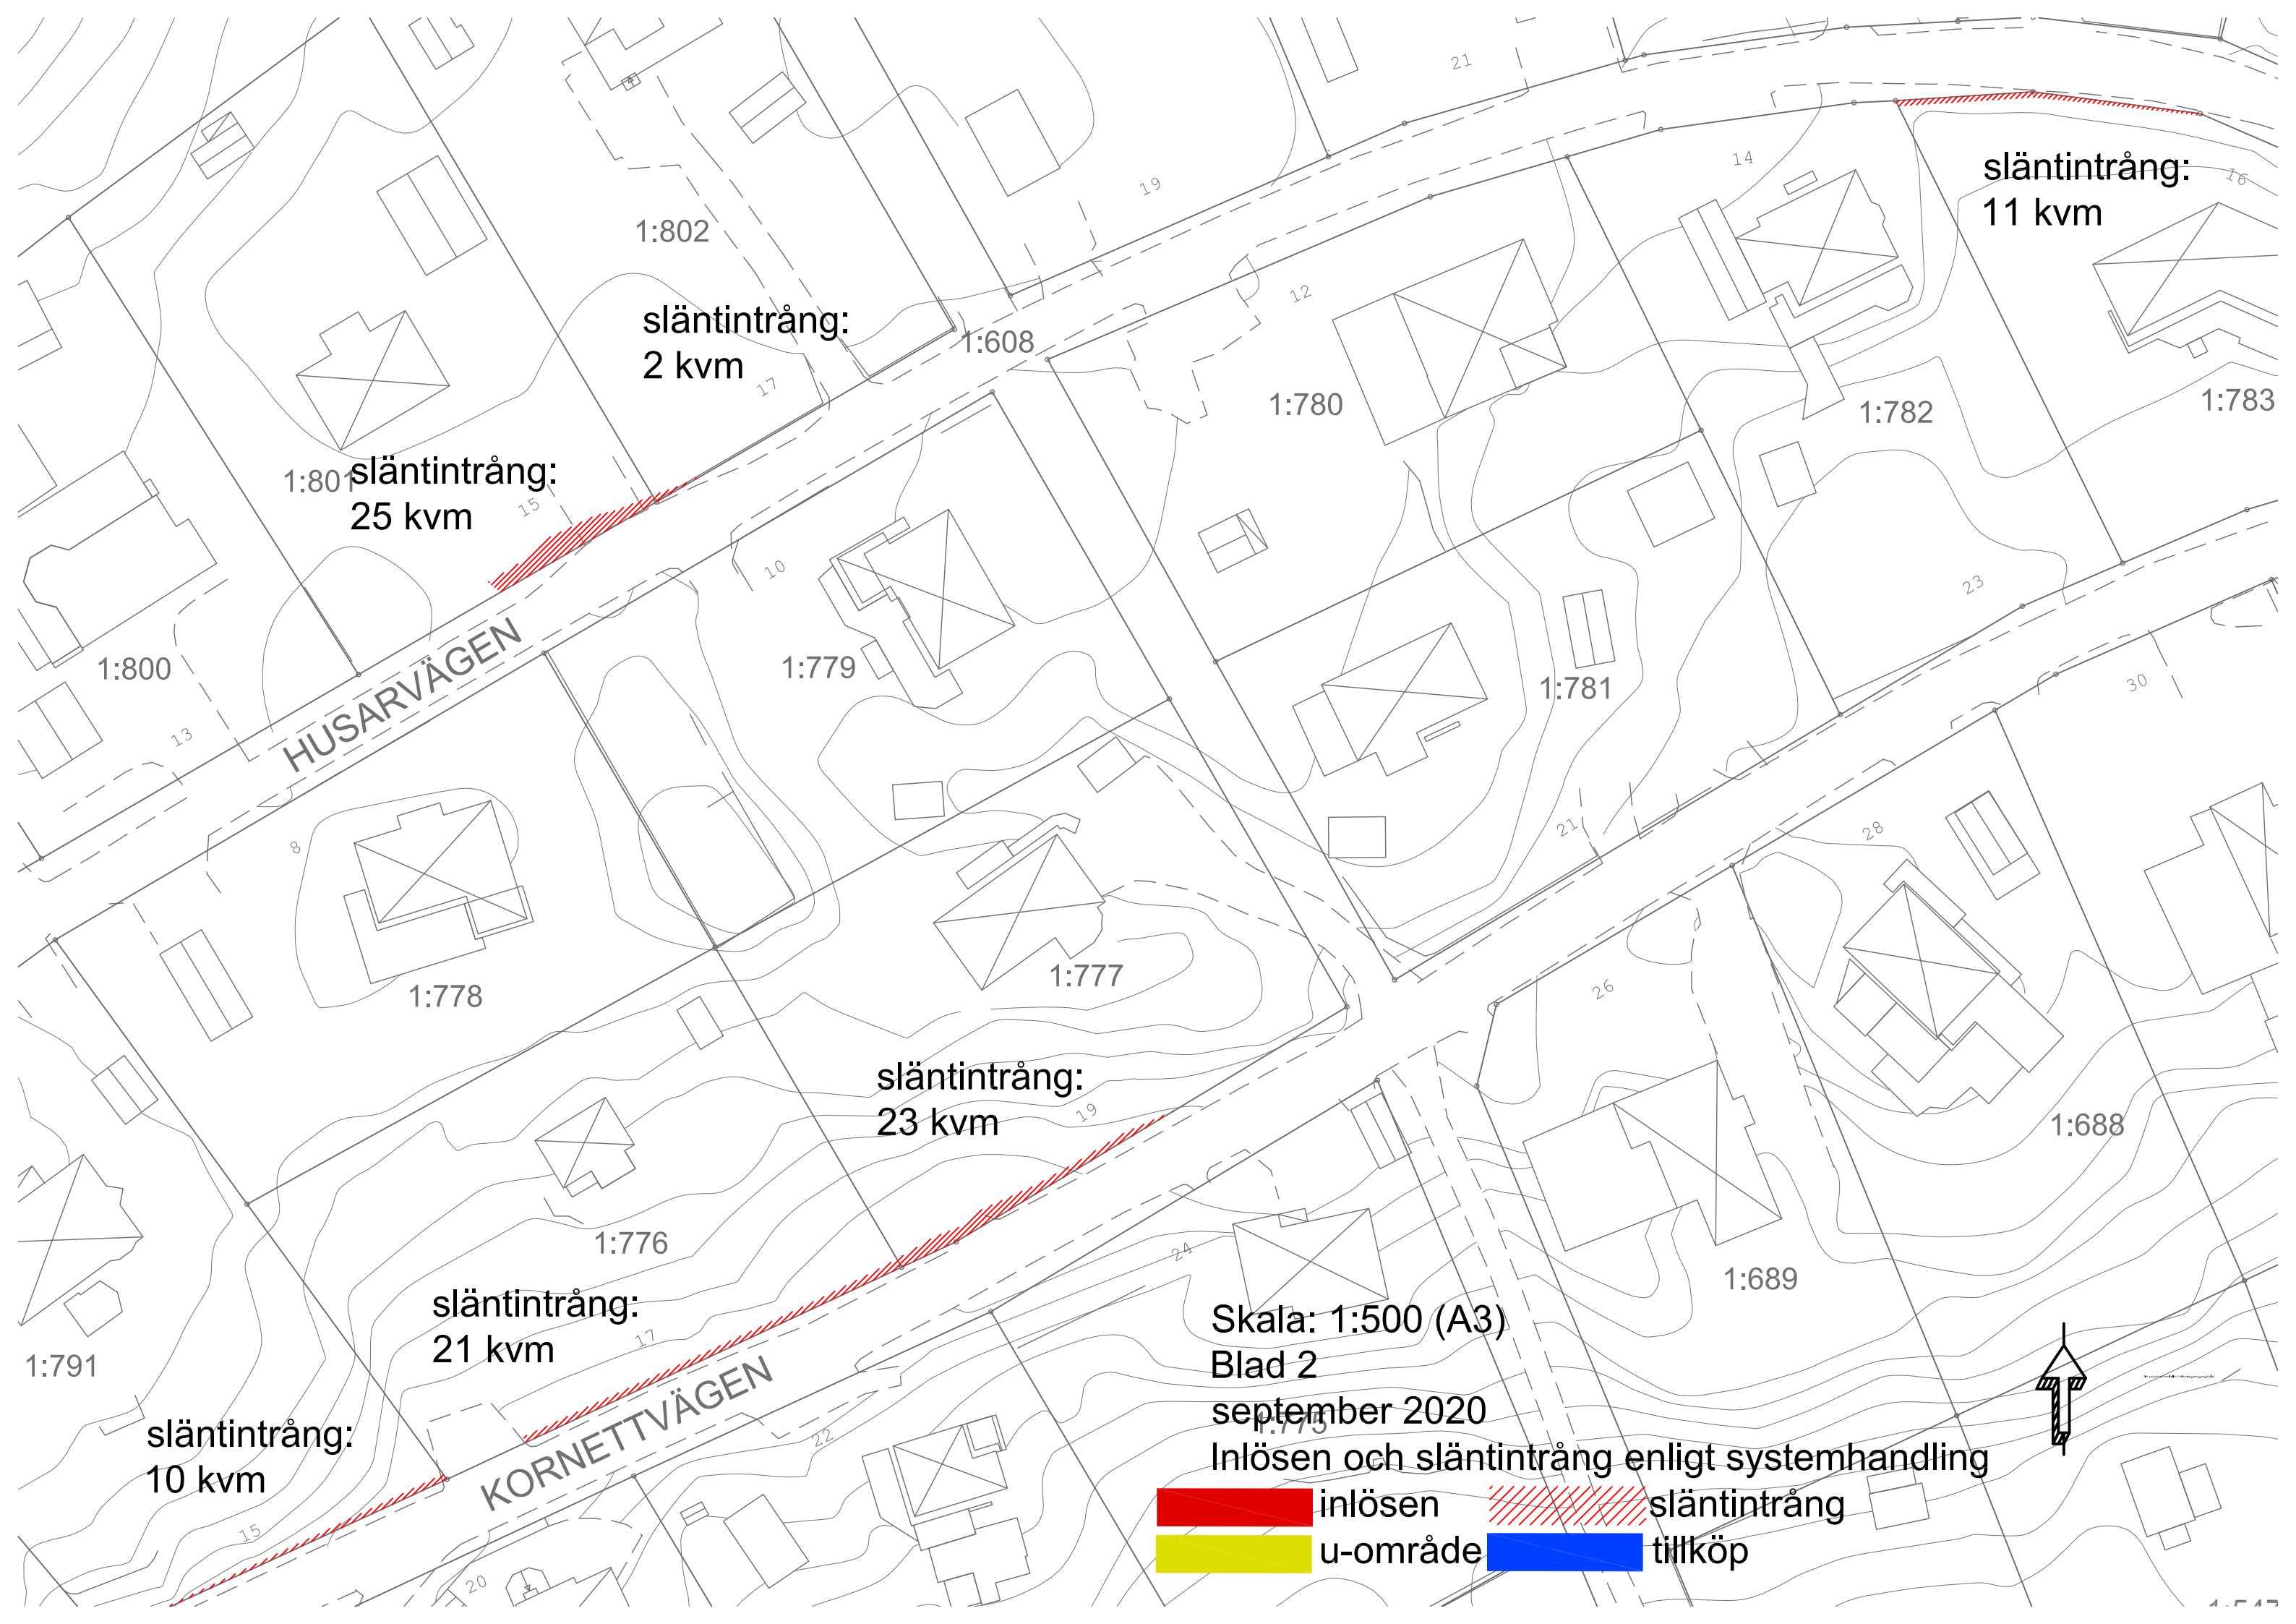 21
19
14
släntintrång:
11 kvm
16
1:802
12
släntintrång:
2 kvm
1:608
17
1:780
1:782
1:783
1:801
släntintrång:
25 kvm
15
10
23
HUSARVÄGEN
1:800
1:779
1:781
30
13
8
21
28
1:778
1:777
26
släntintrång:
23 kvm
19
1:688
1:776
24
1:689
släntintrång:
21 kvm
17
1:791
KORNETTVÄGEN
22
släntintrång:
10 kvm
15
20
Skala: 1:500 (A3)
Blad 2
september 2020
1:775
Inlösen och släntintrång enligt systemhandling
inlösen
släntintrång
u-område
tillköp